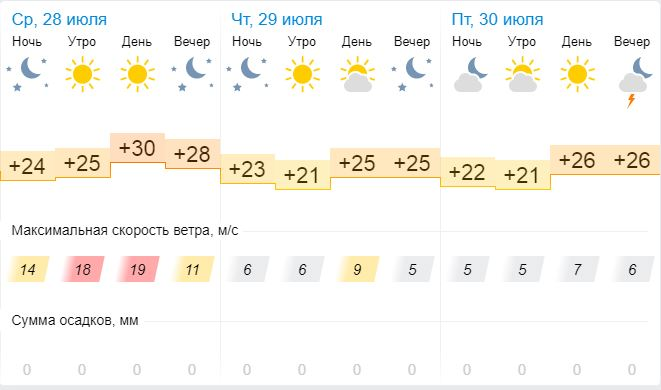 Ср, 28 июля Чт, 29 июля Пт, 30 июля
Ночь Утро День Вечер Ночь Утро День Вечер Ночь Утро День Вечер
+24 +25 +30 +28 +23 +21 +25 +25 +22 +21 +26 +26
Максимальная скорость ветра, м/с
14 18 19 11 6 6 9 5 5 5 7 6
Сумма осадков, мм
0 0 0 0 0 0 0 0 0 0 0 0